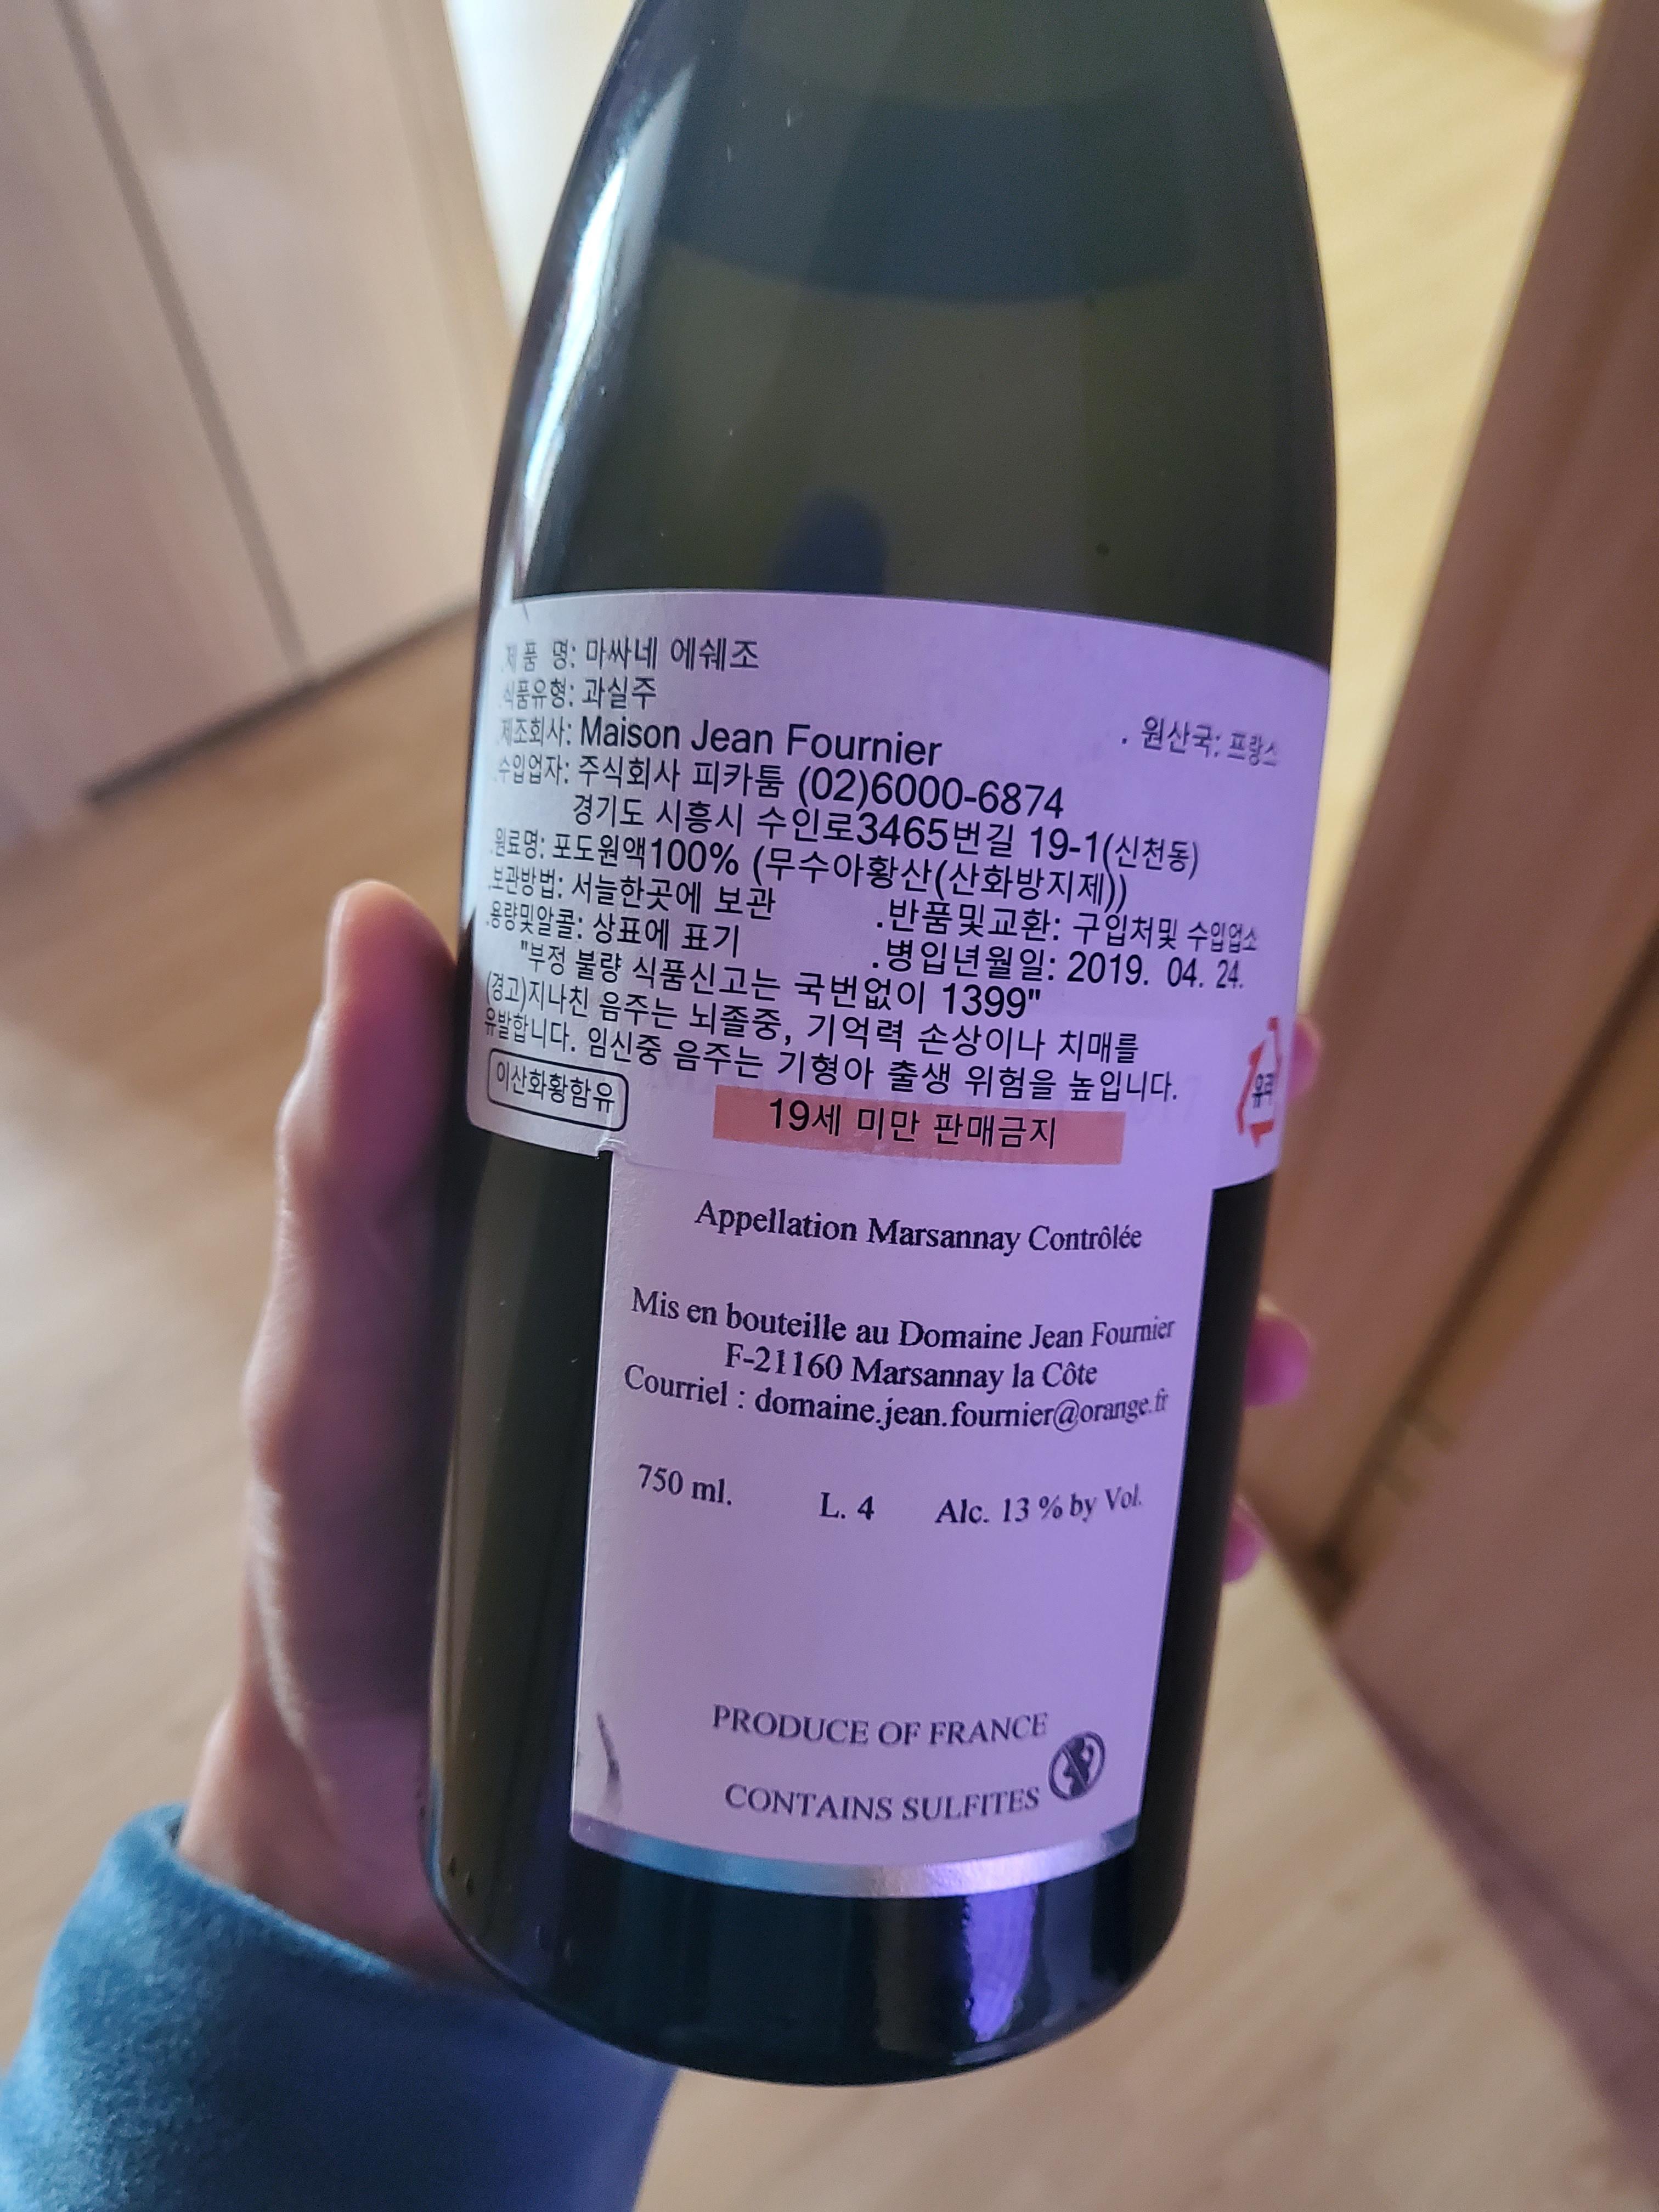 제 품 명: 마싸네 에쉐조
식품유형: 과실주
제조회사: Maison Jean Fournier
. 원산국: 프랑스
.수입업자: 주식회사 피카튬 (02)6000-6874
경기도 시흥시 수인로3465번길 19-1(신천동)
.원료명: 포도원액100% (무수아황산(산화방지제))
.보관방법: 서늘한곳에 보관
.반품및교환: 구입처및 수입업소
.용량및알콜: 상표에 표기
.병입년월일: 2019. 04. 24.
"부정 불량 식품신고는 국번없이 1399"
(경고)지나친 음주는 뇌졸중, 기억력 손상이나 치매를
유발합니다. 임신중 음주는 기형아 출생 위험을 높입니다.
이산화황함유
19세 미만 판매금지
유리
Appellation Marsannay Contrôlée
Mis en bouteille au Domaine Jean Fournier
F-21160 Marsannay la Côte
Courriel : domaine.jean.fournier@orange.fr
750 ml. L. 4 Alc. 13 % by Vol.
PRODUCE OF FRANCE
CONTAINS SULFITES